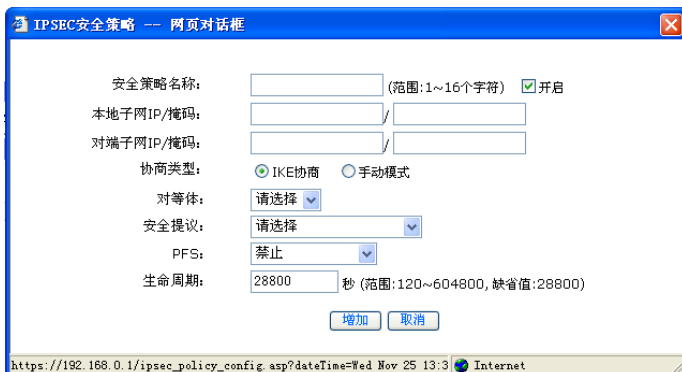 IPSEC安全策略 -- 网页对话框
安全策略名称: (范围:1~16个字符) 开启
本地子网IP/掩码: /
对端子网IP/掩码: /
协商类型: IKE协商 手动模式
对等体: 请选择
安全提议: 请选择
PFS: 禁止
生命周期: 28800 秒 (范围:120~604800,缺省值:28800)
增加 取消
https://192.168.0.1/ipsec_policy_config.asp?dateTime=Wed Nov 25 13:3 Internet